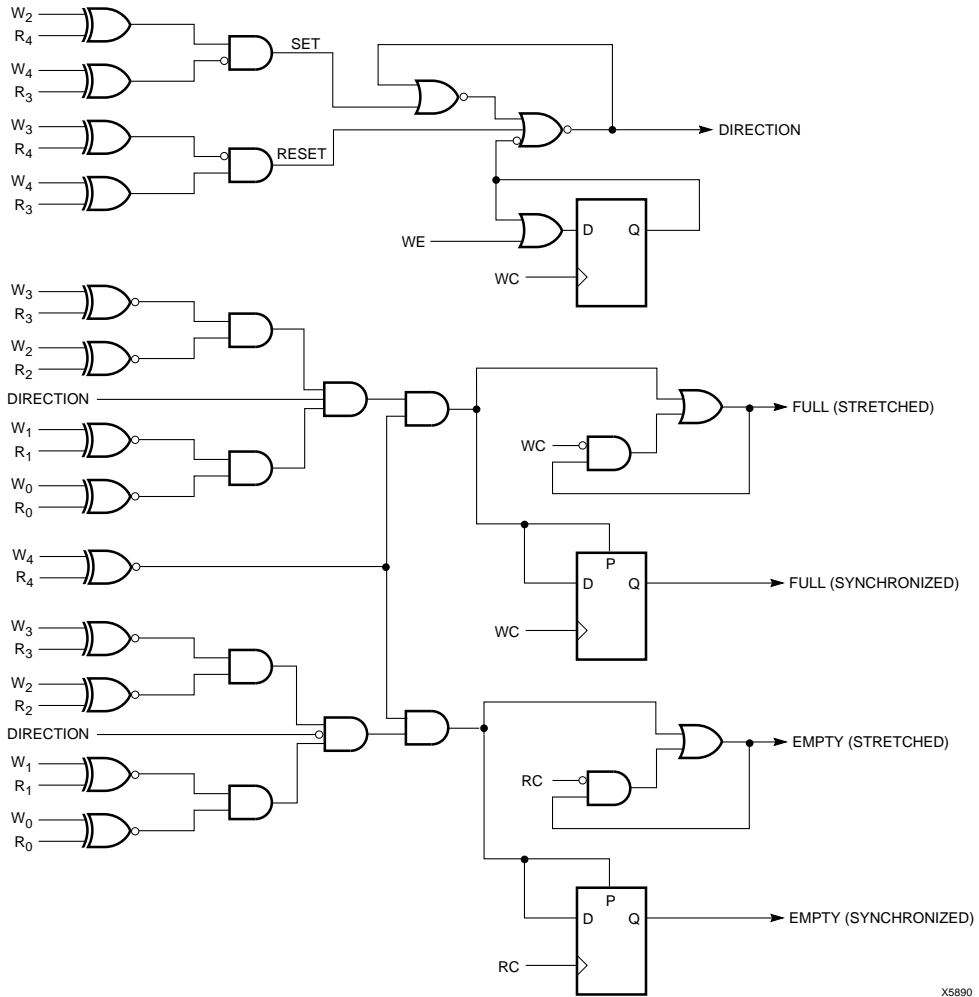 W2
R4
SET
W4
R3
W3
R4
RESET
DIRECTION
W4
R3
D Q
WE
WC
W3
R3
W2
R2
DIRECTION
FULL (STRETCHED)
W1
R1
WC
W0
R0
W4
R4
P
D Q
FULL (SYNCHRONIZED)
WC
W3
R3
W2
R2
DIRECTION
EMPTY (STRETCHED)
W1
R1
RC
W0
R0
P
D Q
EMPTY (SYNCHRONIZED)
RC
X5890